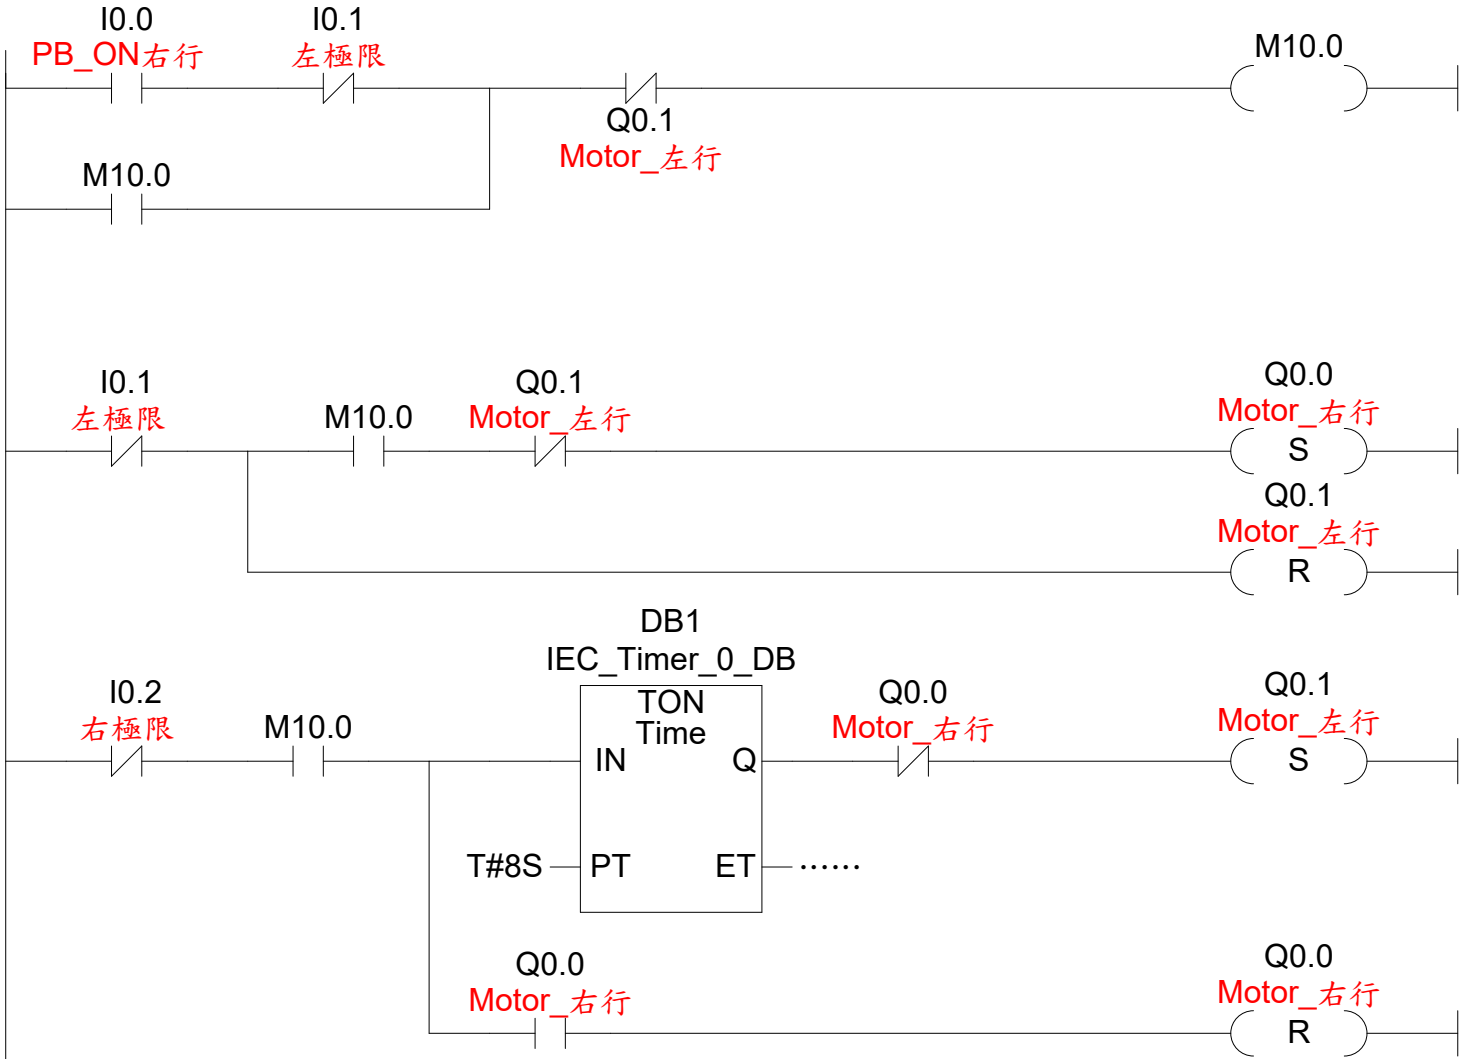 I0.0 I0.1
PB_ON右行 左極限 M10.0
Q0.1
Motor_左行
M10.0
I0.1 Q0.1 Q0.0
左極限 M10.0 Motor_左行 Motor_右行
S
Q0.1
Motor_左行
R
DB1
IEC_Timer_0_DB
I0.2 TON Q0.0 Q0.1
右極限 M10.0 Time Motor_右行 Motor_左行
IN Q S
T#8S PT ET ······
Q0.0 Q0.0
Motor_右行 Motor_右行
R